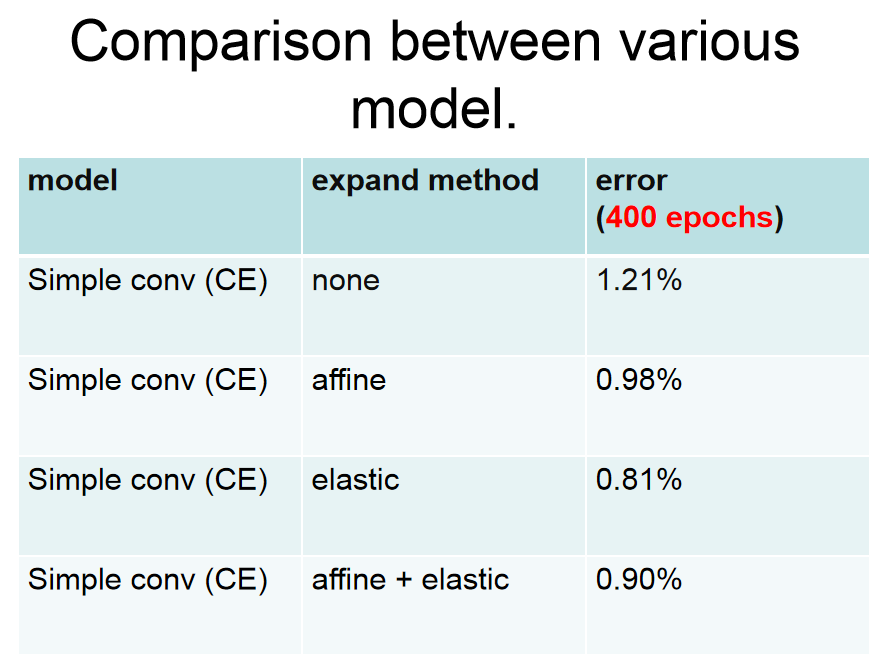 Comparison between various
model.
model expand method error
(400 epochs)
Simple conv (CE) none 1.21%
Simple conv (CE) affine 0.98%
Simple conv (CE) elastic 0.81%
Simple conv (CE) affine + elastic 0.90%